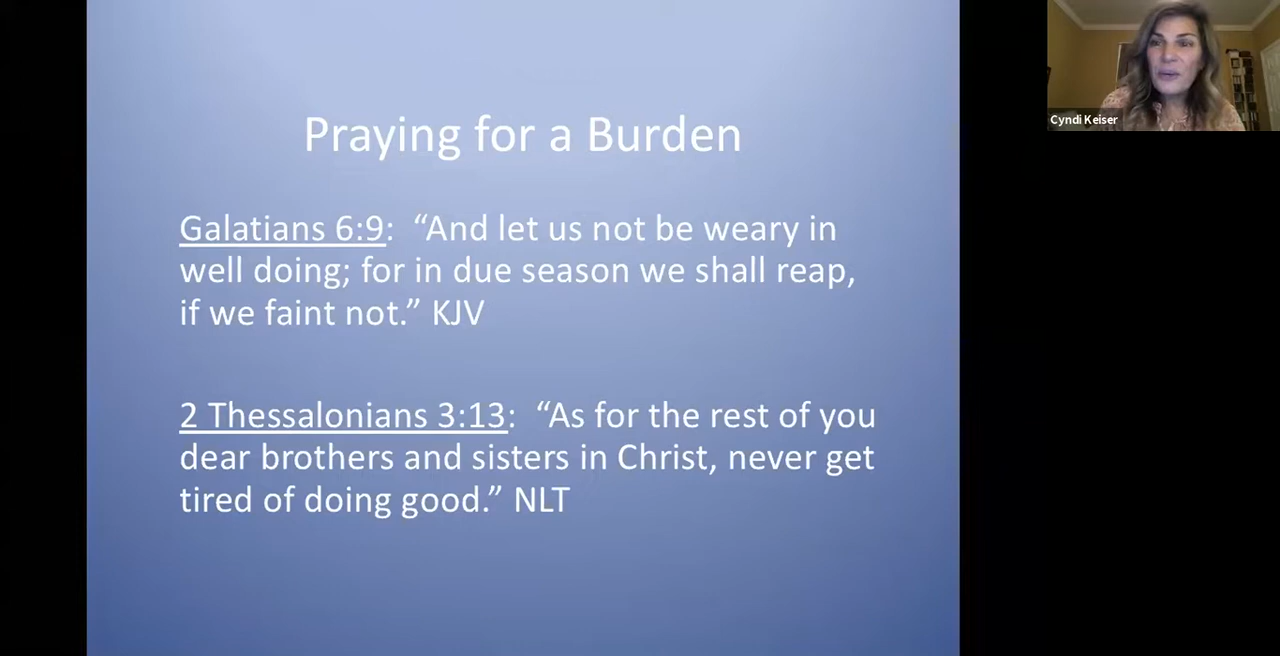 Praying for a Burden
Galatians 6:9:  “And let us not be weary in
well doing; for in due season we shall reap,
if we faint not.” KJV
2 Thessalonians 3:13:  “As for the rest of you
dear brothers and sisters in Christ, never get
tired of doing good.” NLT
Cyndi Keiser